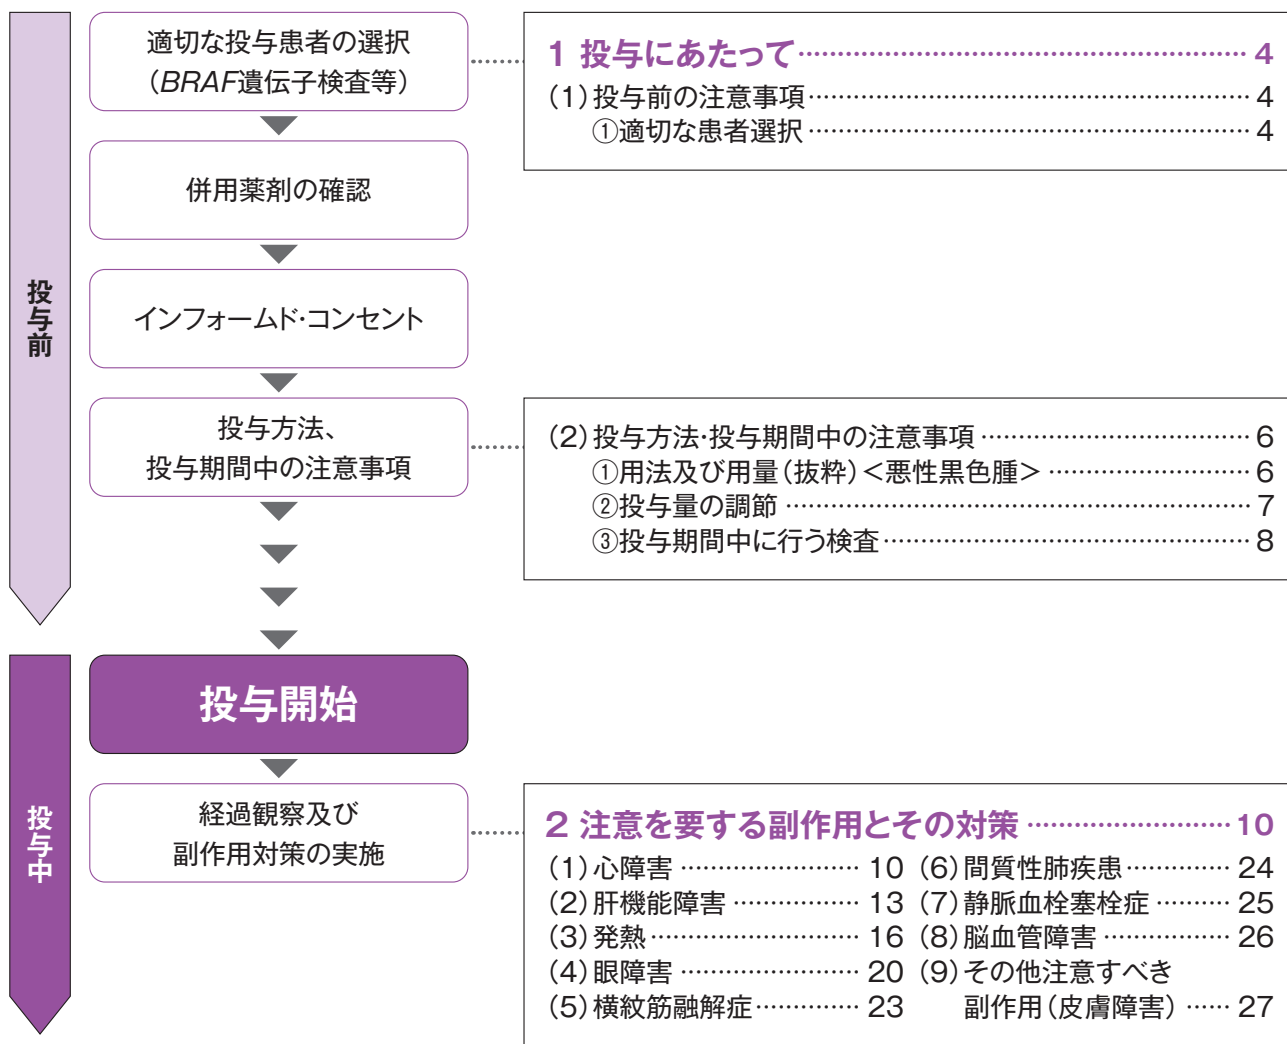 投与前
適切な投与患者の選択
（BRAF遺伝子検査等）
併用薬剤の確認
インフォームド・コンセント
投与方法、
投与期間中の注意事項
1 投与にあたって…………………………………………… 4
（1）投与前の注意事項…………………………………………… 4
①適切な患者選択…………………………………………… 4
（2）投与方法・投与期間中の注意事項…………………………… 6
①用法及び用量（抜粋）＜悪性黒色腫＞…………………… 6
②投与量の調節…………………………………………… 7
③投与期間中に行う検査…………………………………… 8
投与中
投与開始
経過観察及び
副作用対策の実施
2 注意を要する副作用とその対策…………………10
（1）心障害………………… 10
（2）肝機能障害…………… 13
（3）発熱…………………… 16
（4）眼障害………………… 20
（5）横紋筋融解症………… 23
（6）間質性肺疾患………… 24
（7）静脈血栓塞栓症……… 25
（8）脳血管障害…………… 26
（9）その他注意すべき
副作用（皮膚障害）…… 27